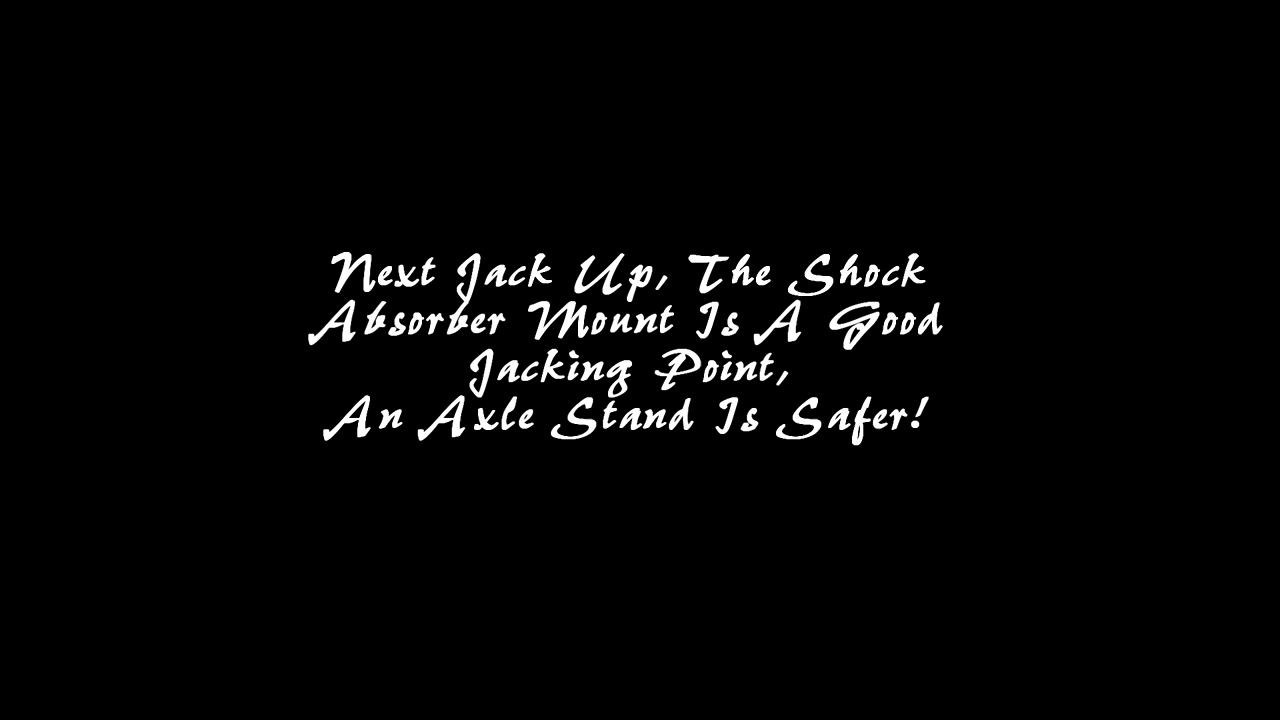 Next Jack Up, The Shock
Absorber Mount Is A Good
Jacking Point,
An Axle Stand Is Safer!